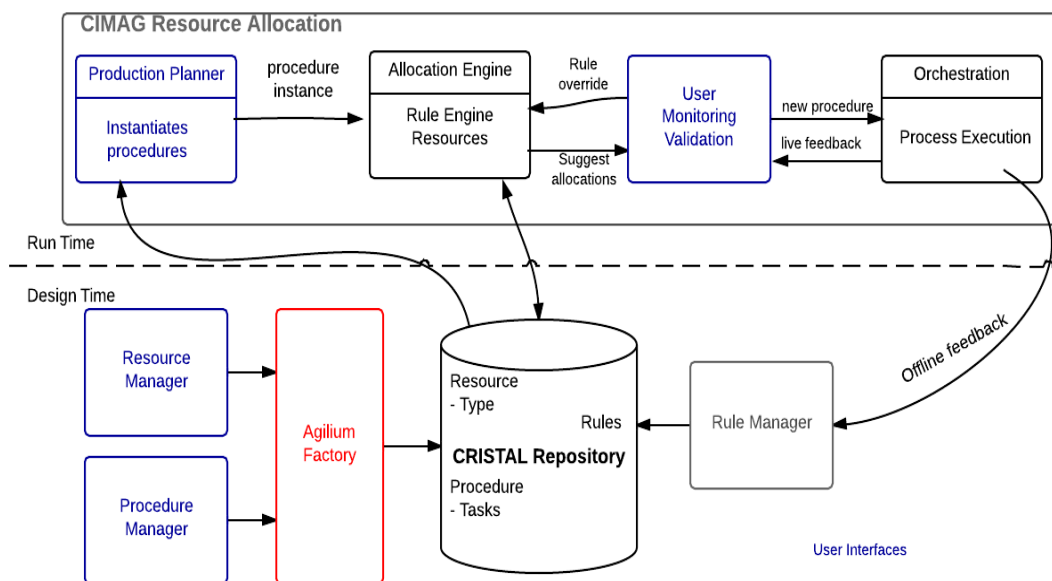 CIMAG Resource Allocation
Production Planner
Instantiates
procedures
procedure
instance
Allocation Engine
Rule Engine
Resources
Rule
override
Suggest
allocations
User
Monitoring
Validation
new procedure
live feedback
Orchestration
Process Execution
Run Time
Design Time
Resource
Manager
Procedure
Manager
Agilium
Factory
Resource
- Type
Rules
CRISTAL Repository
Procedure
- Tasks
Rule Manager
Offline feedback
User Interfaces